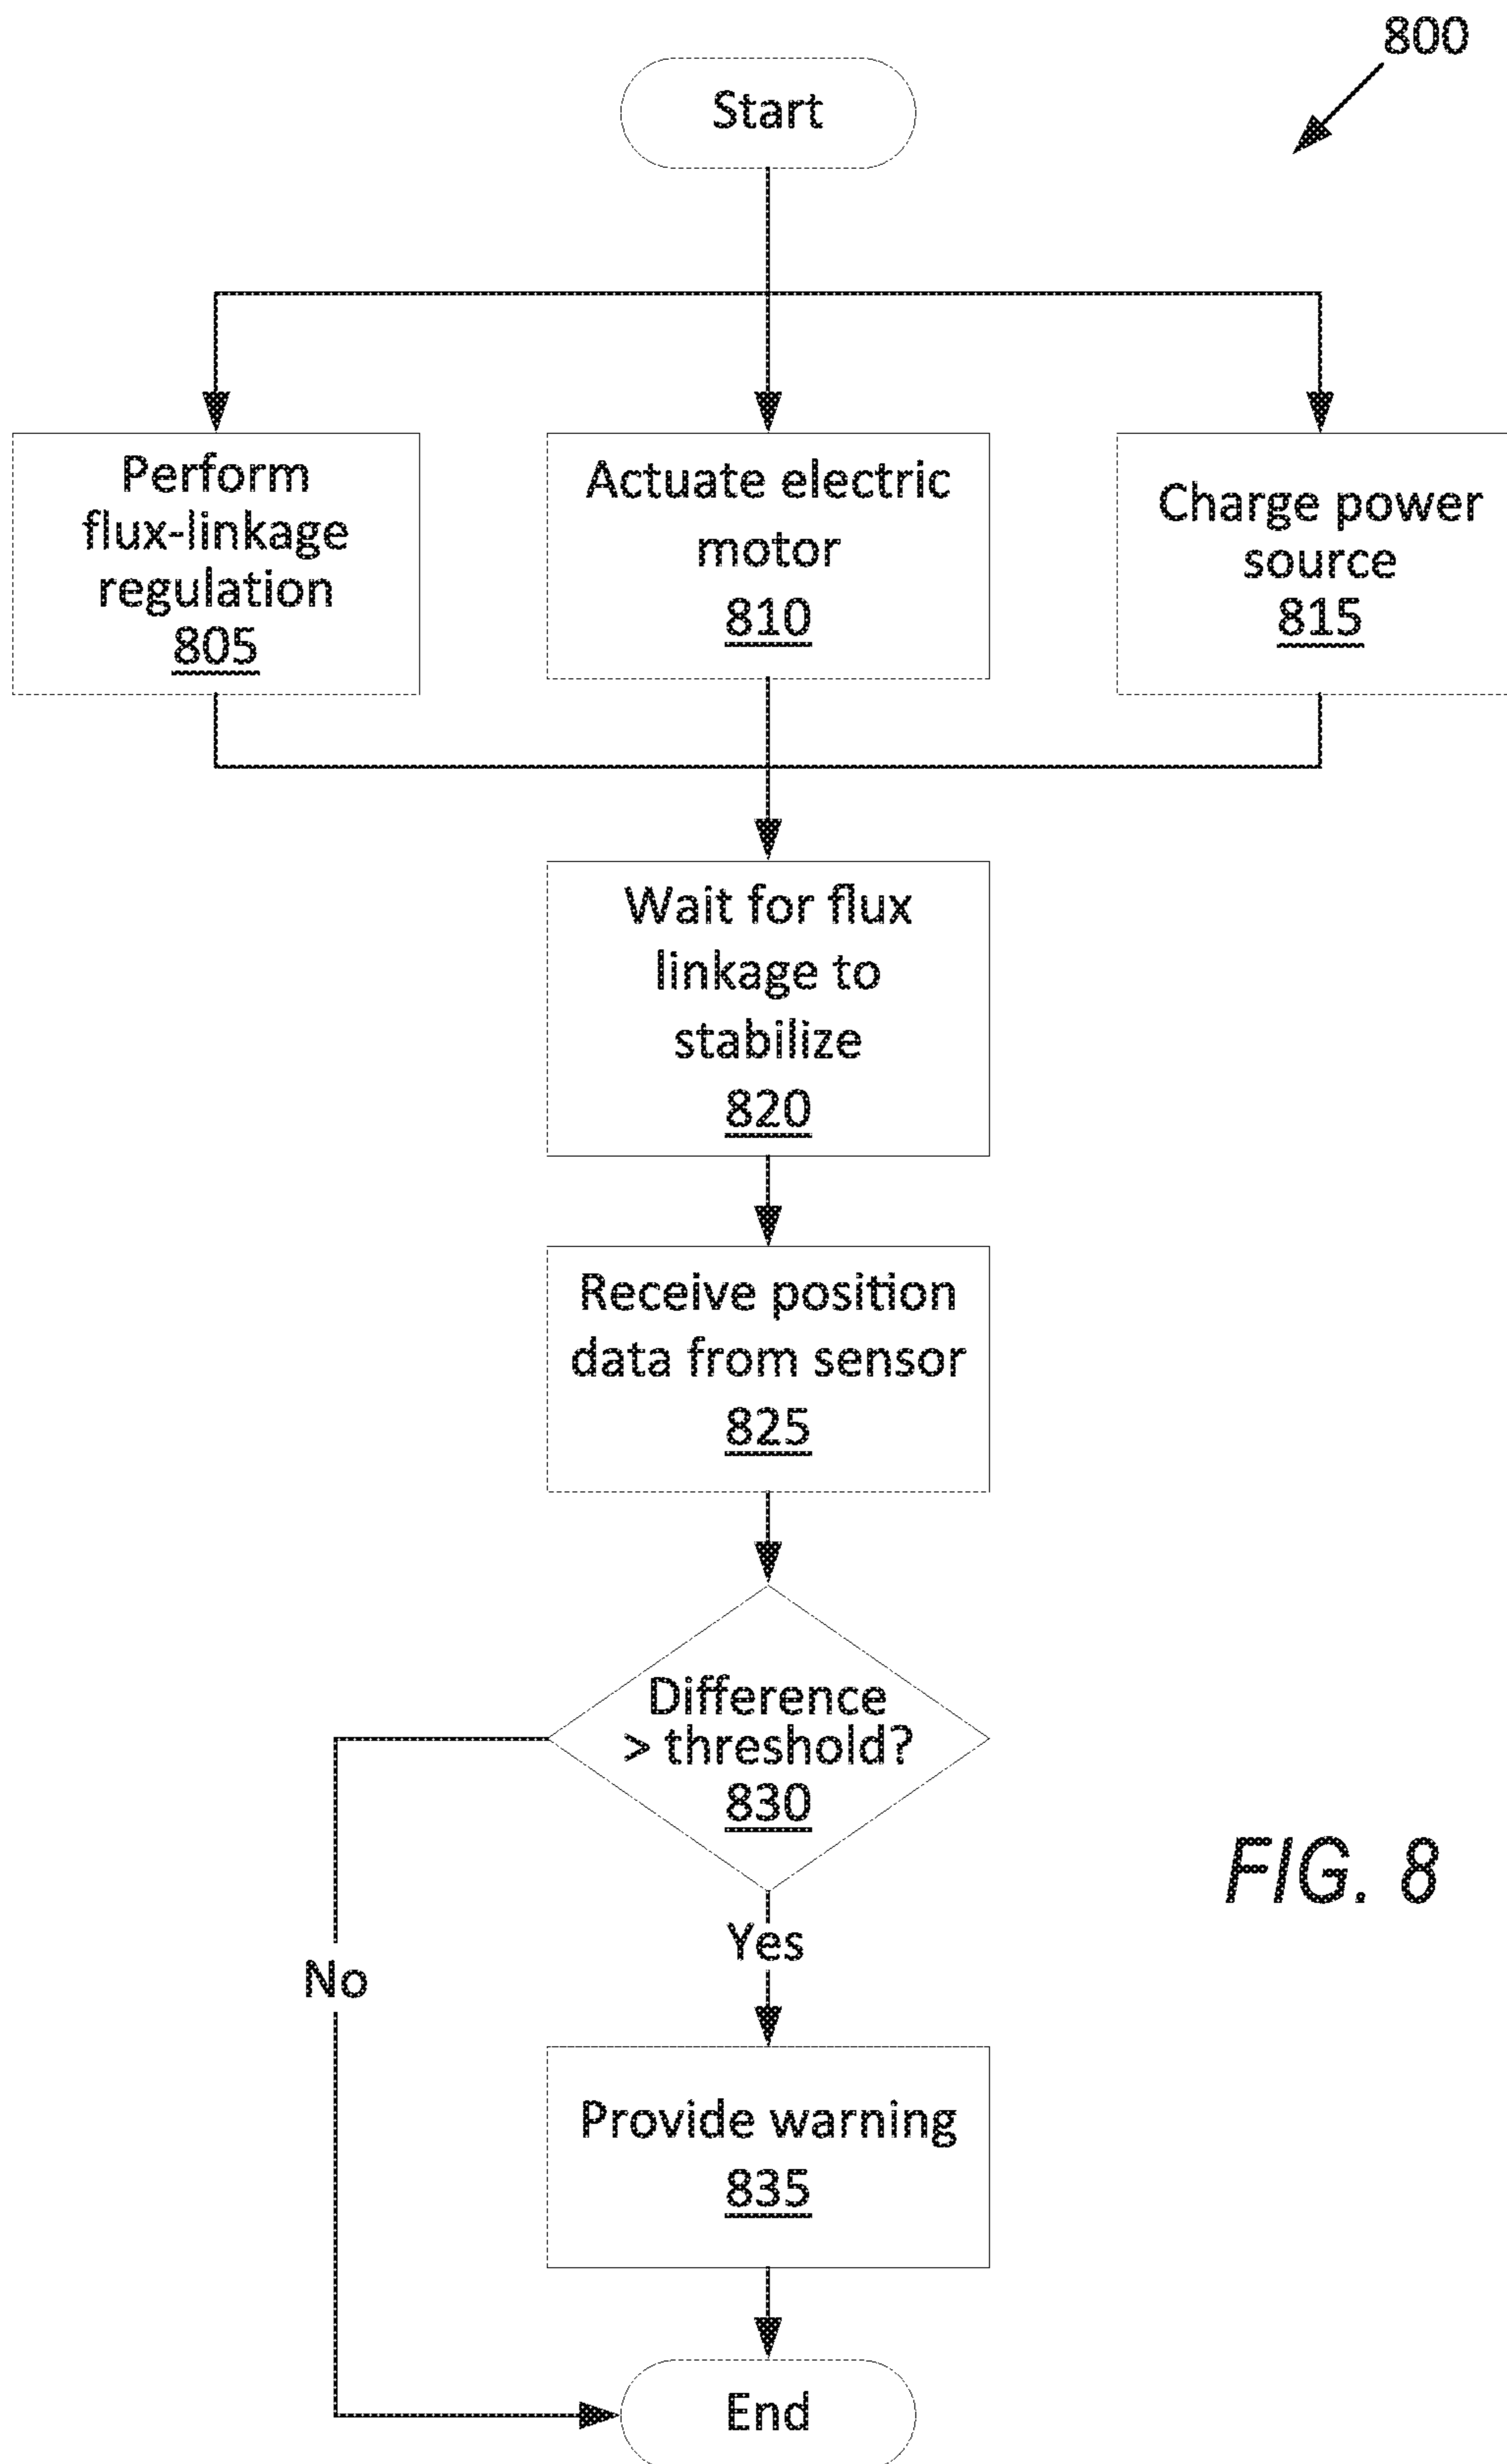 800
Start
Perform
flux-linkage
regulation
805
Actuate electric
motor
810
Charge power
source
815
Wait for flux
linkage to
stabilize
820
Receive position
data from sensor
825
Difference
> threshold?
830
FIG. 8
Yes
No
Provide warning
835
End